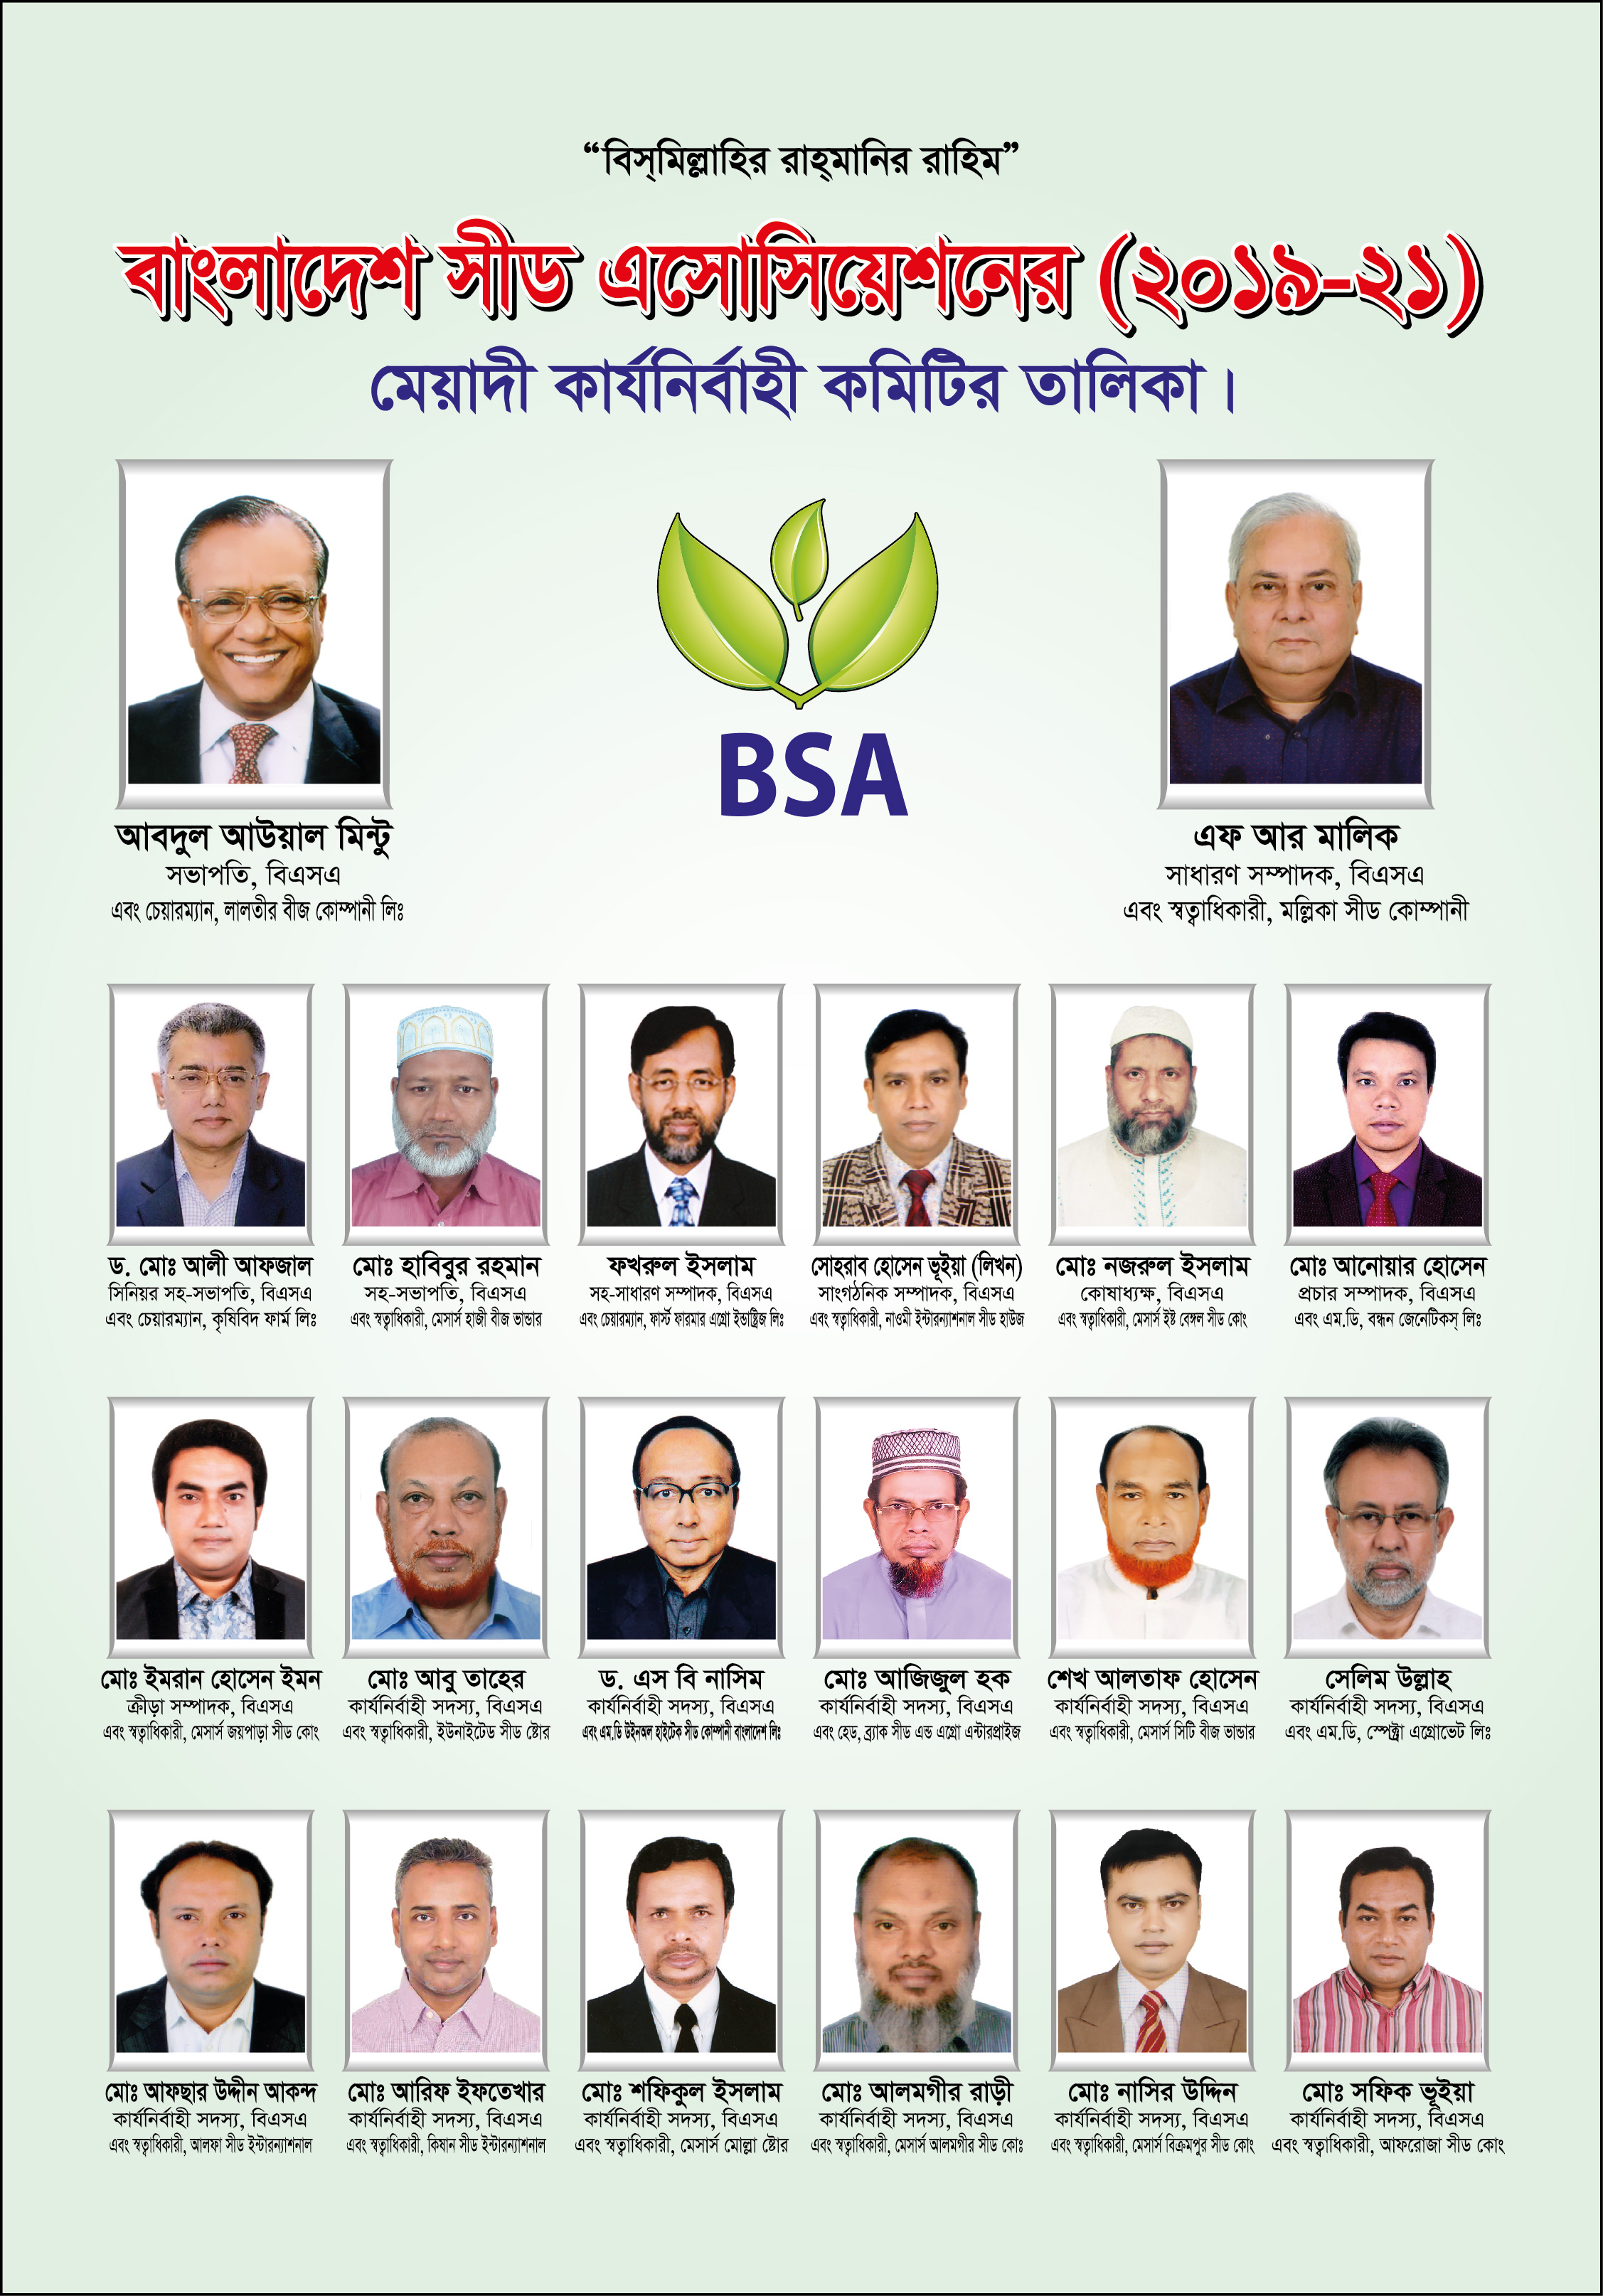 “বিস্‌মিল্লাহির রাহ্‌মানির রাহিম”
বাংলাদেশ সীড এসোসিয়েশনের (২০১৯-২১)
মেয়াদী কার্যনির্বাহী কমিটির তালিকা।
BSA
আবদুল আউয়াল মিন্টু
সভাপতি, বিএসএ
এবং চেয়ারম্যান, লালতীর বীজ কোম্পানী লিঃ
এফ আর মালিক
সাধারণ সম্পাদক, বিএসএ
এবং স্বত্বাধিকারী, মল্লিকা সীড কোম্পানী
ড. মোঃ আলী আফজাল
সিনিয়র সহ-সভাপতি, বিএসএ
এবং চেয়ারম্যান, কৃষিবিদ ফার্ম লিঃ
মোঃ হাবিবুর রহমান
সহ-সভাপতি, বিএসএ
এবং স্বত্বাধিকারী, মেসার্স হাজী বীজ ভান্ডার
ফখরুল ইসলাম
সহ-সাধারণ সম্পাদক, বিএসএ
এবং চেয়ারম্যান, ফার্স্ট ফারমার এগ্রো ইন্ডাষ্ট্রিজ লিঃ
সোহরাব হোসেন ভূইয়া (লিখন)
সাংগঠনিক সম্পাদক, বিএসএ
এবং স্বত্বাধিকারী, নাওমী ইন্টারন্যাশনাল সীড হাউজ
মোঃ নজরুল ইসলাম
কোষাধ্যক্ষ, বিএসএ
এবং স্বত্বাধিকারী, মেসার্স ইষ্ট বেঙ্গল সীড কোং
মোঃ আনোয়ার হোসেন
প্রচার সম্পাদক, বিএসএ
এবং এম.ডি, বন্ধন জেনেটিকস্ লিঃ
মোঃ ইমরান হোসেন ইমন
ক্রীড়া সম্পাদক, বিএসএ
এবং স্বত্বাধিকারী, মেসার্স জয়পাড়া সীড কোং
মোঃ আবু তাহের
কার্যনির্বাহী সদস্য, বিএসএ
এবং স্বত্বাধিকারী, ইউনাইটেড সীড ষ্টোর
ড. এস বি নাসিম
কার্যনির্বাহী সদস্য, বিএসএ
এবং এম.ডি উইনঅল হাইটেক সীড কোম্পানী বাংলাদেশ লিঃ
মোঃ আজিজুল হক
কার্যনির্বাহী সদস্য, বিএসএ
এবং হেড, ব্র্যাক সীড এন্ড এগ্রো এন্টারপ্রাইজ
শেখ আলতাফ হোসেন
কার্যনির্বাহী সদস্য, বিএসএ
এবং স্বত্বাধিকারী, মেসার্স সিটি বীজ ভান্ডার
সেলিম উল্লাহ
কার্যনির্বাহী সদস্য, বিএসএ
এবং এম.ডি, স্পেক্ট্রা এগ্রোভেট লিঃ
মোঃ আফছার উদ্দীন আকন্দ
কার্যনির্বাহী সদস্য, বিএসএ
এবং স্বত্বাধিকারী, আলফা সীড ইন্টারন্যাশনাল
মোঃ আরিফ ইফতেখার
কার্যনির্বাহী সদস্য, বিএসএ
এবং স্বত্বাধিকারী, কিষান সীড ইন্টারন্যাশনাল
মোঃ শফিকুল ইসলাম
কার্যনির্বাহী সদস্য, বিএসএ
এবং স্বত্বাধিকারী, মেসার্স মোল্লা ষ্টোর
মোঃ আলমগীর রাড়ী
কার্যনির্বাহী সদস্য, বিএসএ
এবং স্বত্বাধিকারী, মেসার্স আলমগীর সীড কোঃ
মোঃ নাসির উদ্দিন
কার্যনির্বাহী সদস্য, বিএসএ
এবং স্বত্বাধিকারী, মেসার্স বিক্রমপুর সীড কোং
মোঃ সফিক ভূইয়া
কার্যনির্বাহী সদস্য, বিএসএ
এবং স্বত্বাধিকারী, আফরোজা সীড কোং